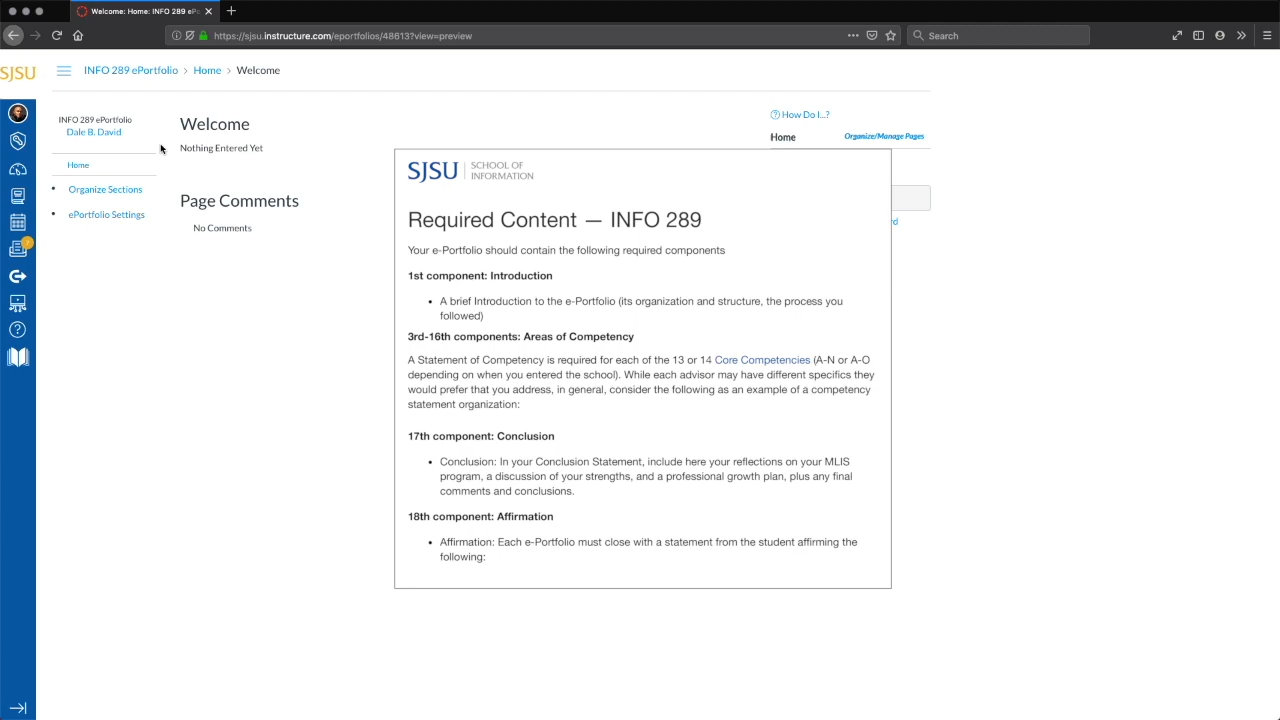 Welcome: Home: INFO 289 ePo
https://sjsu.instructure.com/eportfolios/48613?view=preview
Search
SJSU
INFO 289 ePortfolio > Home > Welcome
INFO 289 ePortfolio
Dale B. David
Home
Organize Sections
ePortfolio Settings
Welcome
Nothing Entered Yet
Page Comments
No Comments
How Do I...?
Home
Organize/Manage Pages
rd
SJSU | SCHOOL OF
INFORMATION
Required Content — INFO 289
Your e-Portfolio should contain the following required components
1st component: Introduction
• A brief Introduction to the e-Portfolio (its organization and structure, the process you
followed)
3rd-16th components: Areas of Competency
A Statement of Competency is required for each of the 13 or 14 Core Competencies (A-N or A-O
depending on when you entered the school). While each advisor may have different specifics they
would prefer that you address, in general, consider the following as an example of a competency
statement organization:
17th component: Conclusion
• Conclusion: In your Conclusion Statement, include here your reflections on your MLIS
program, a discussion of your strengths, and a professional growth plan, plus any final
comments and conclusions.
18th component: Affirmation
• Affirmation: Each e-Portfolio must close with a statement from the student affirming the
following: